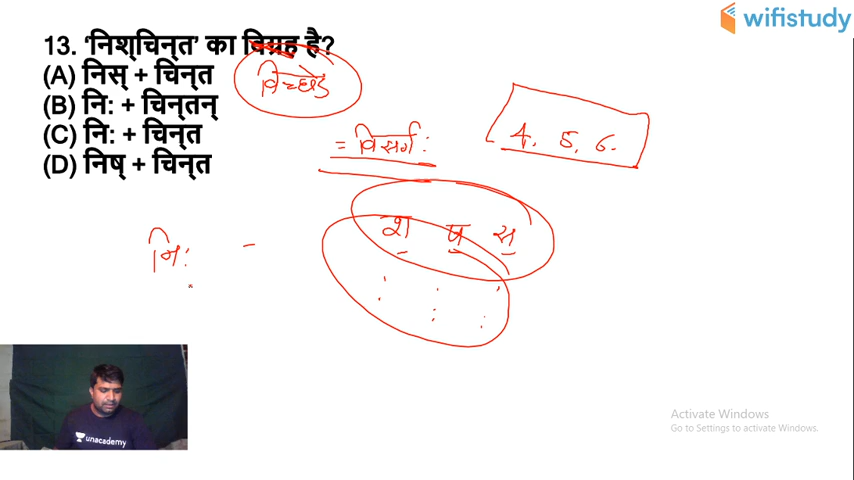 wifistudy
13. 'निश्चिन्त' का विग्रह है?
(A) निस् + चिन्त
(B) नि: + चिन्तन्
(C) नि: + चिन्त
(D) निष् + चिन्त
विच्छेद
= विसर्ग :
4. 5. 6.
श ष स
नि: -
unacademy
Activate Windows
Go to Settings to activate Windows.